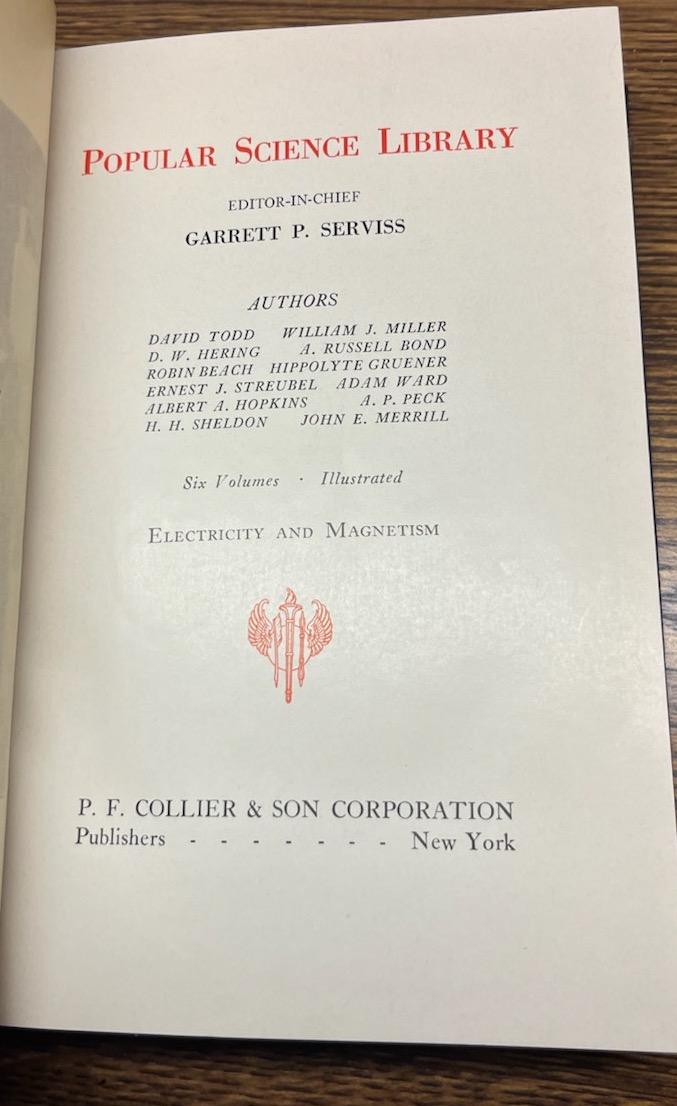 POPULAR SCIENCE LIBRARY
EDITOR-IN-CHIEF
GARRETT P. SERVISS
AUTHORS
DAVID TODD WILLIAM J. MILLER
D. W. HERING A. RUSSELL BOND
ROBIN BEACH HIPPOLYTE GRUENER
ERNEST J. STREUBEL ADAM WARD
ALBERT A. HOPKINS A. P. PECK
H. H. SHELDON JOHN E. MERRILL
Six Volumes · Illustrated
ELECTRICITY AND MAGNETISM
P. F. COLLIER & SON CORPORATION
Publishers - - - - - - - New York